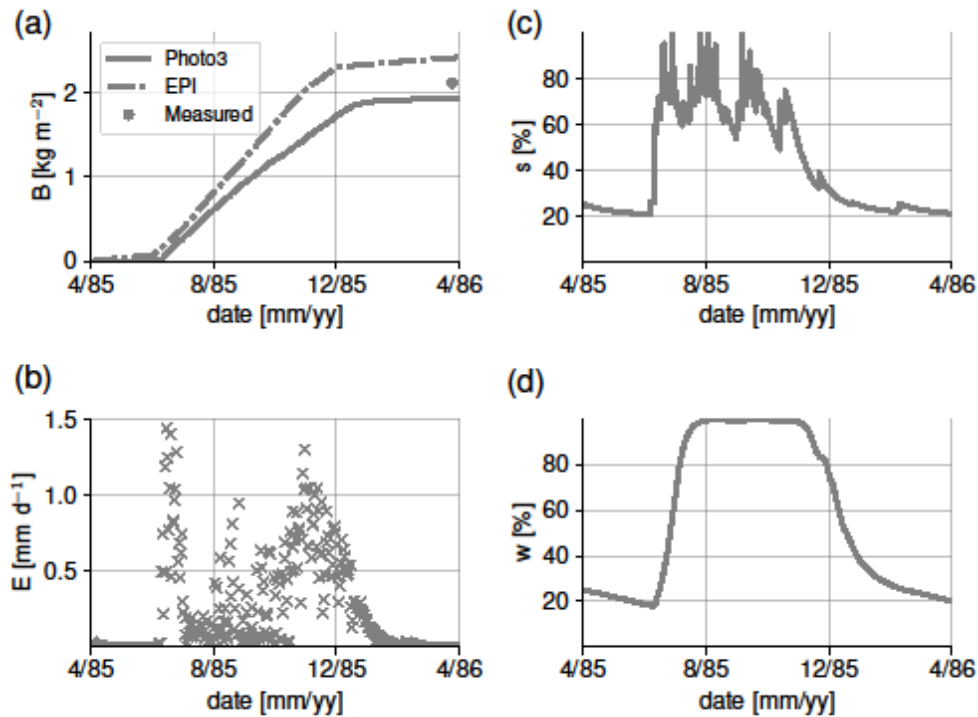 (a)
Photo3
EPI
Measured
B [kg m⁻²]
2
1
0
4/85 8/85 12/85 4/86
date [mm/yy]
(c)
s [%]
80
60
40
20
4/85 8/85 12/85 4/86
date [mm/yy]
(b)
E [mm d⁻¹]
1.5
1.0
0.5
4/85 8/85 12/85 4/86
date [mm/yy]
(d)
w [%]
80
60
40
20
4/85 8/85 12/85 4/86
date [mm/yy]